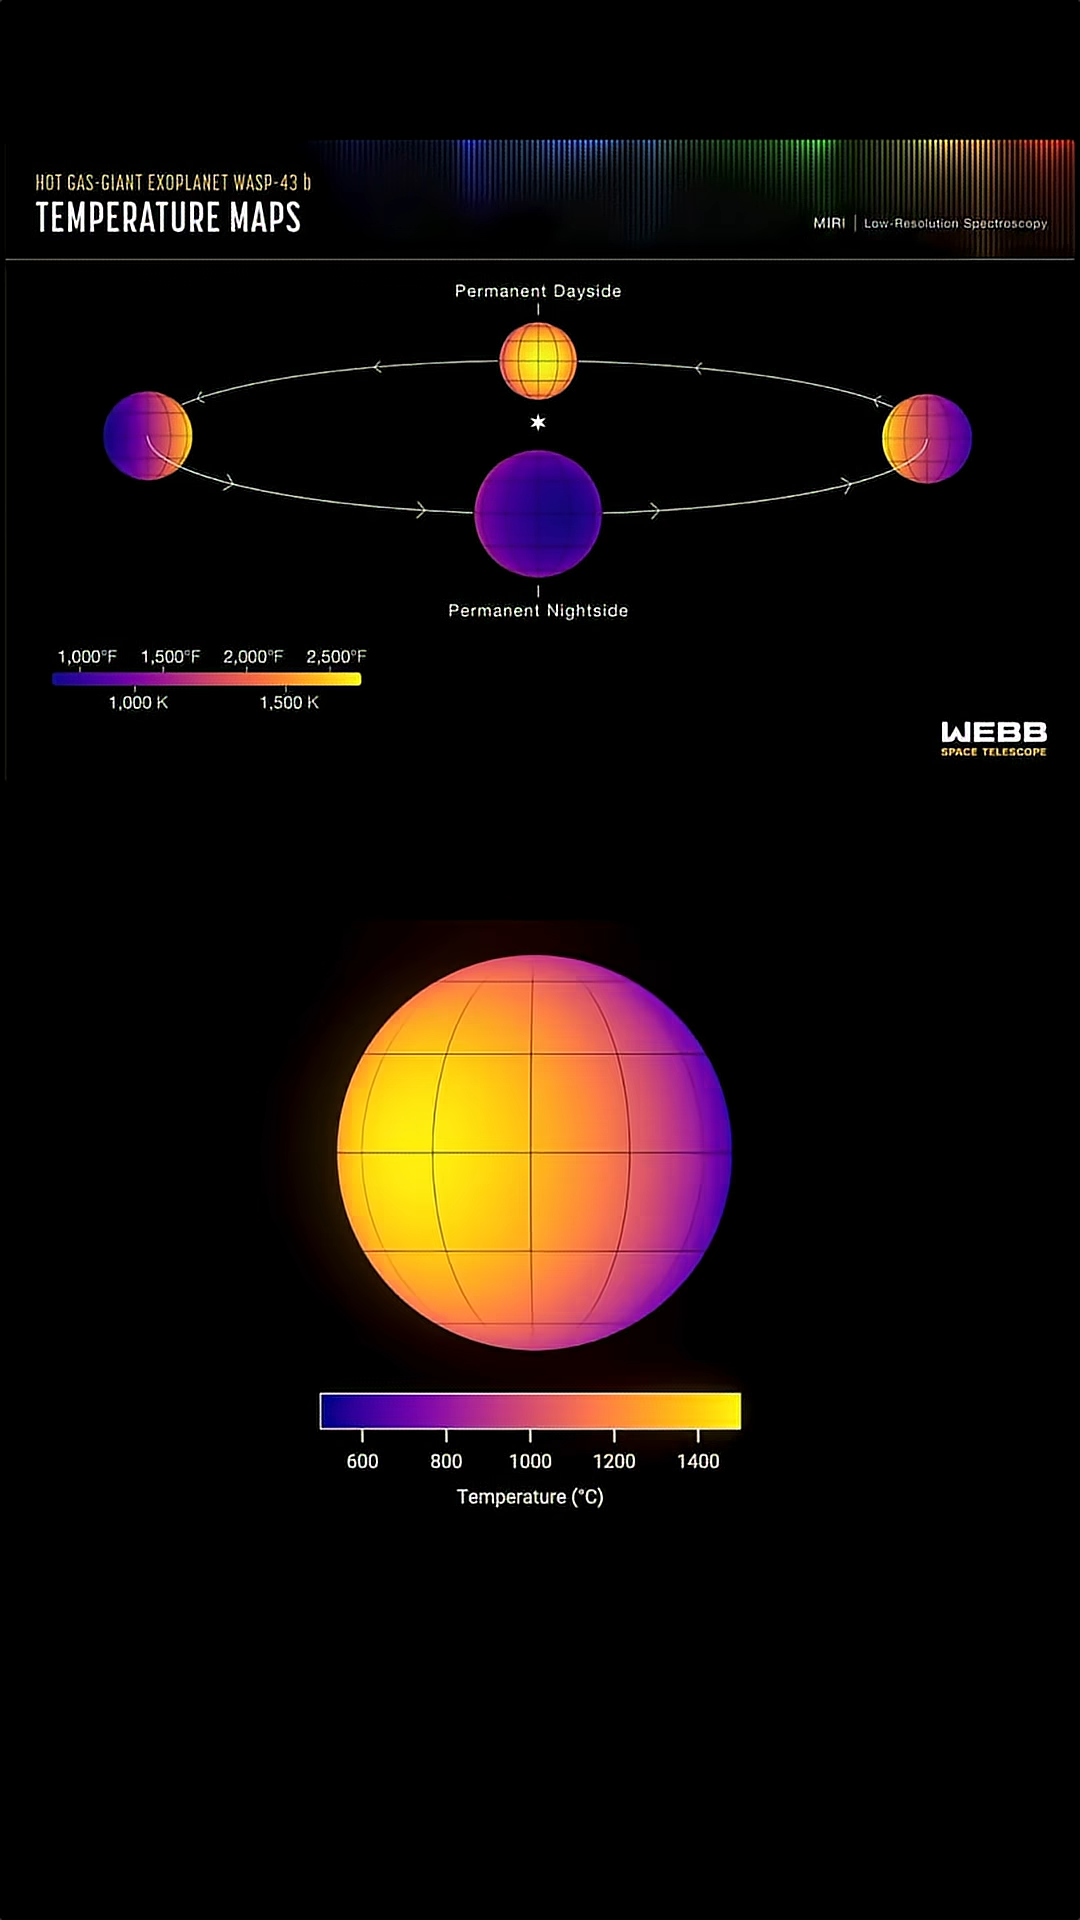 HOT GAS-GIANT EXOPLANET WASP-43 b
TEMPERATURE MAPS
MIRI | Low-Resolution Spectroscopy
Permanent Dayside
Permanent Nightside
1,000°F 1,500°F 2,000°F 2,500°F
1,000 K 1,500 K
WEBB
SPACE TELESCOPE
600 800 1000 1200 1400
Temperature (°C)